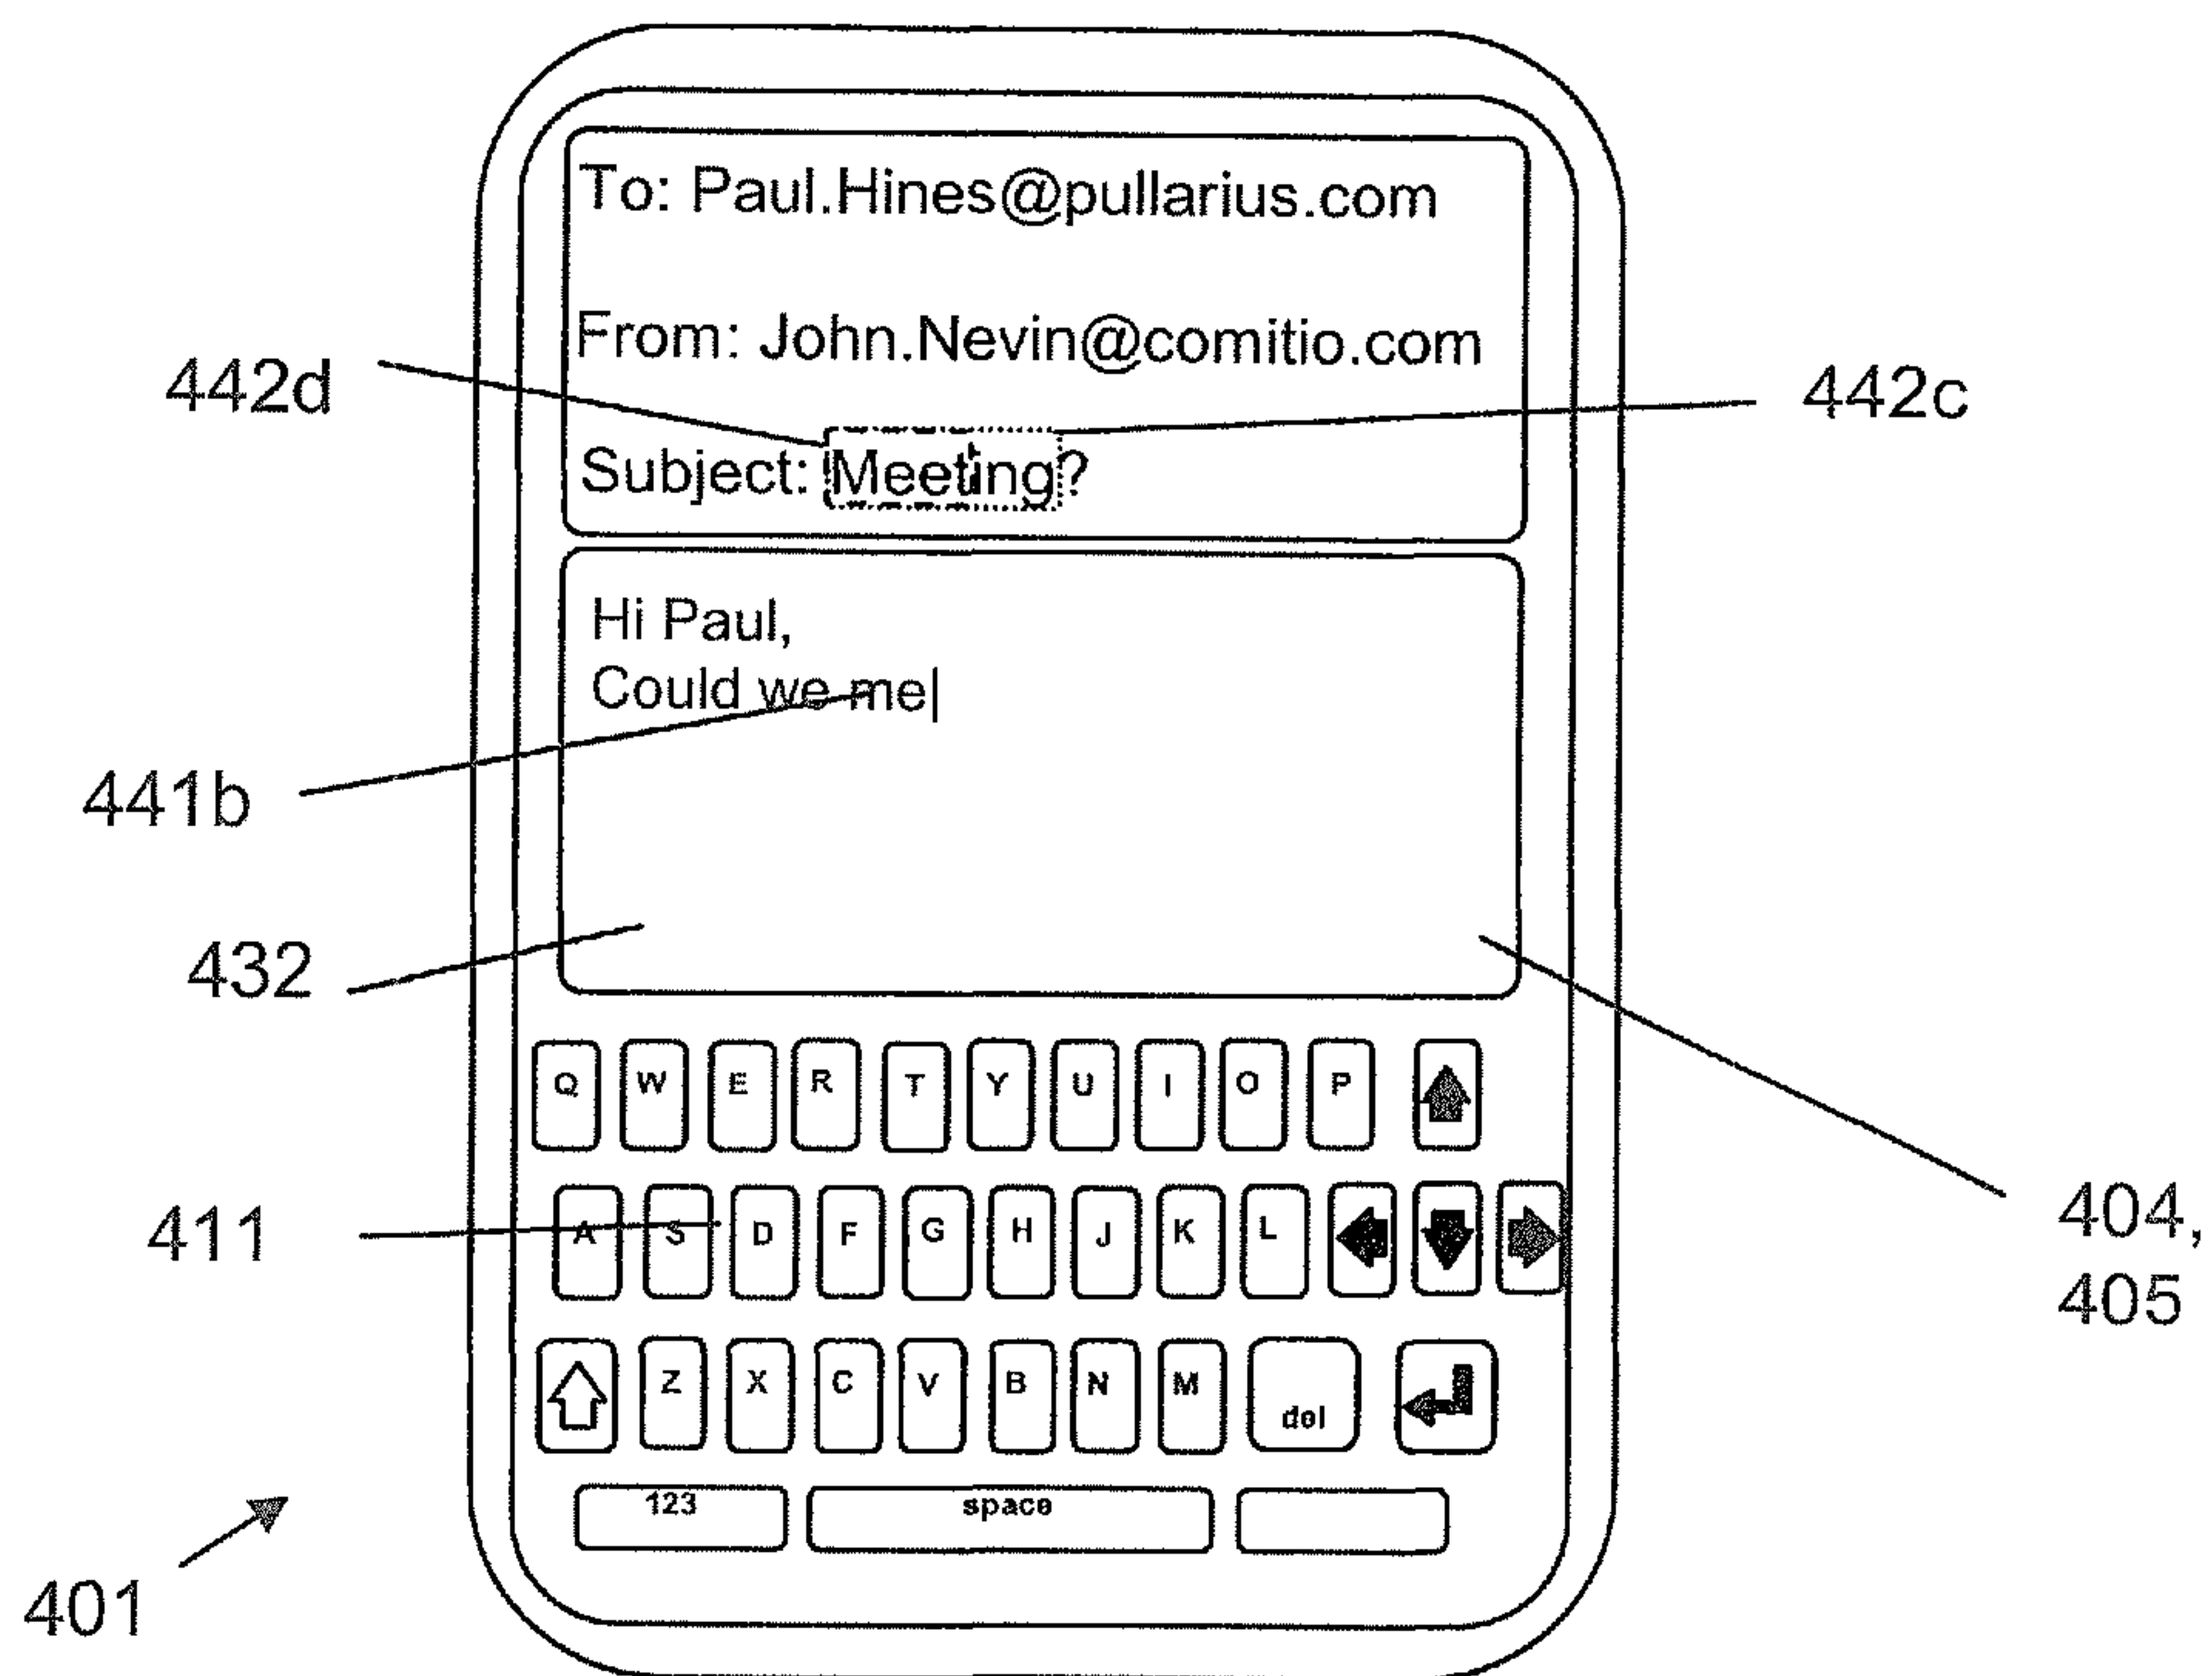 To: Paul.Hines@pullarius.com
From: John.Nevin@comitio.com
442d
442c
Subject: Meeting?
Hi Paul,
Could we me|
441b
432
Q W E R T Y U I O P
411
A S D F G H J K L
404,
405
Z X C V B N M del
123 space
401